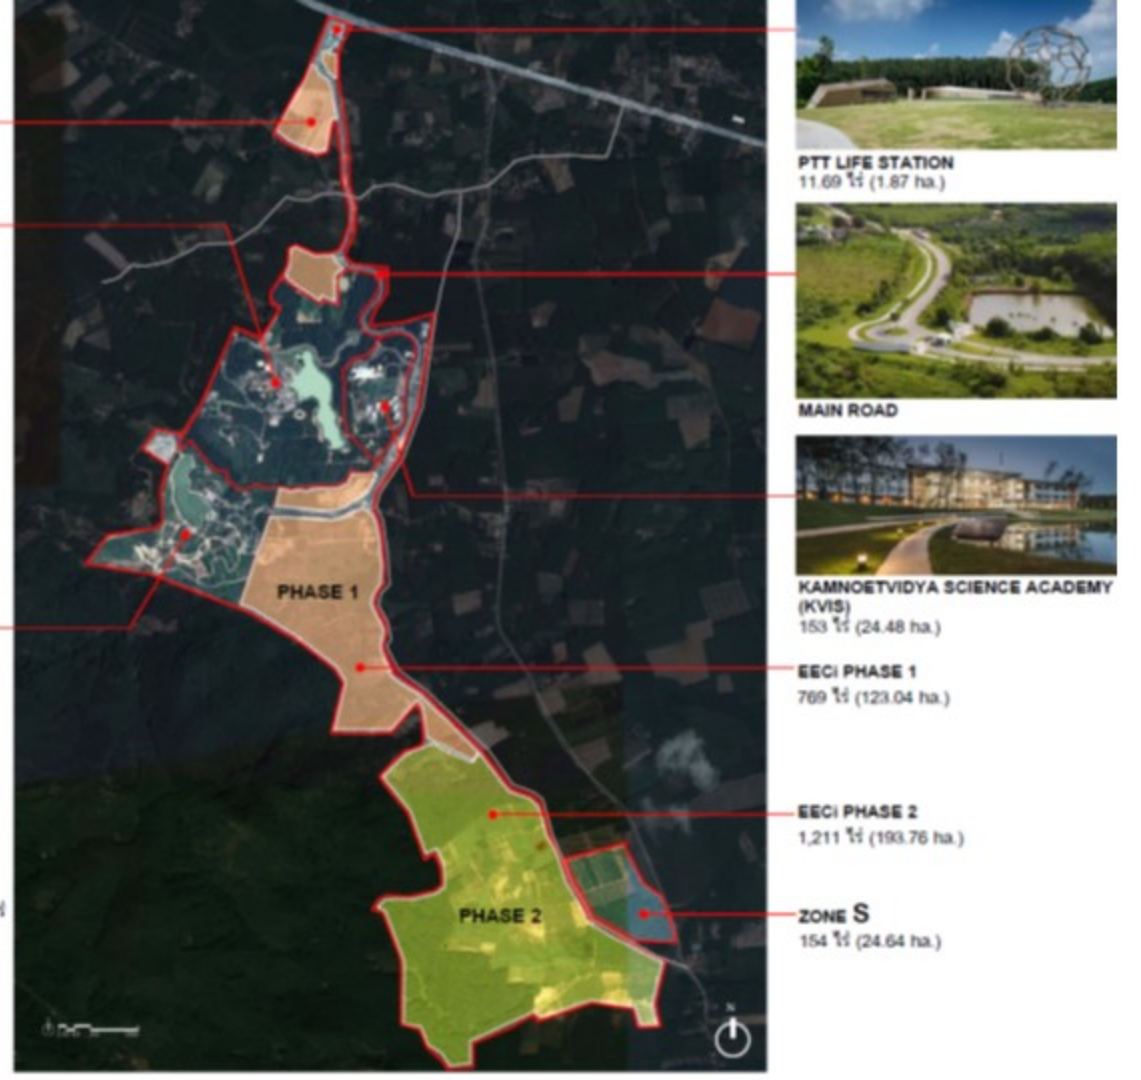 PTT LIFE STATION
11.69 ไร่ (1.87 ha.)
MAIN ROAD
KAMNOETVIDYA SCIENCE ACADEMY
(KVIS)
153 ไร่ (24.48 ha.)
PHASE 1
EECi PHASE 1
769 ไร่ (123.04 ha.)
EECi PHASE 2
1,211 ไร่ (193.76 ha.)
PHASE 2
ZONE S
154 ไร่ (24.64 ha.)
N